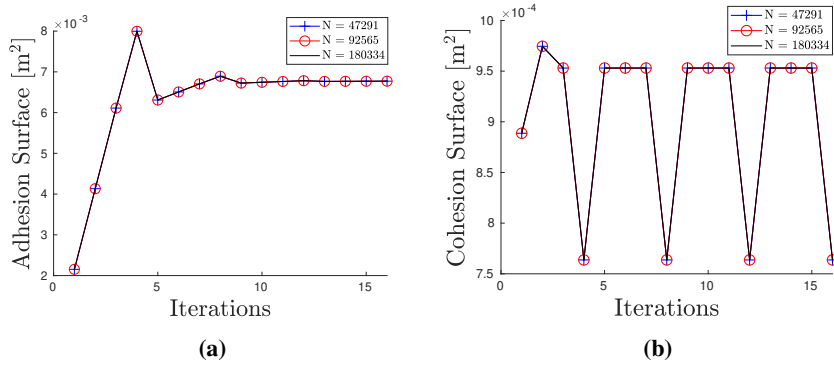 ×10⁻³
8
7
6
5
4
3
2
0
5
10
15
Adhesion Surface [m²]
Iterations
N = 47291
N = 92565
N = 180334
(a)
10 ×10⁻⁴
9.5
9
8.5
8
7.5
0
5
10
15
Cohesion Surface [m²]
Iterations
N = 47291
N = 92565
N = 180334
(b)